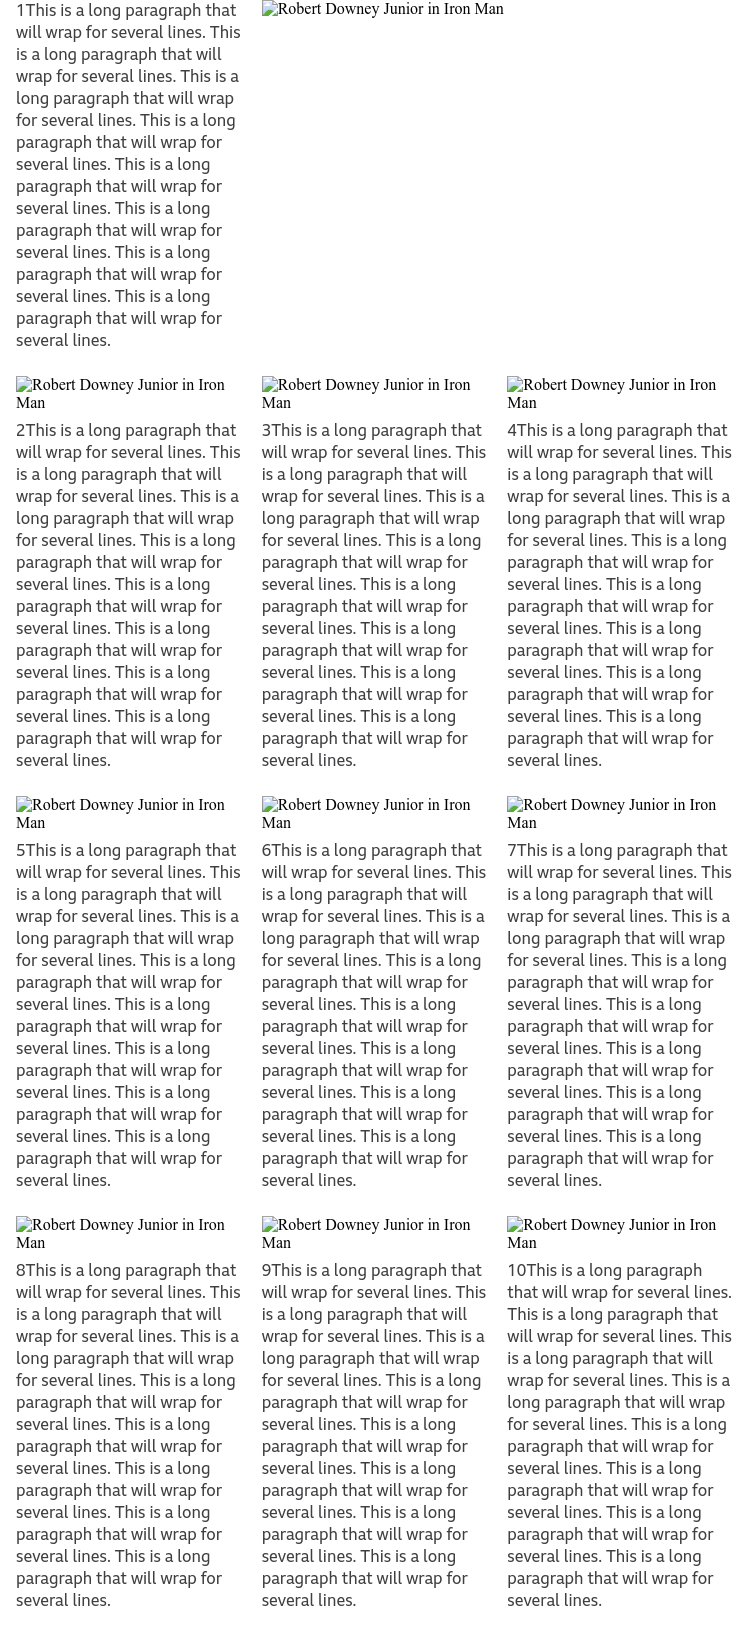 1This is a long paragraph that
will wrap for several lines. This
is a long paragraph that will
wrap for several lines. This is a
long paragraph that will wrap
for several lines. This is a long
paragraph that will wrap for
several lines. This is a long
paragraph that will wrap for
several lines. This is a long
paragraph that will wrap for
several lines. This is a long
paragraph that will wrap for
several lines. This is a long
paragraph that will wrap for
several lines.
Robert Downey Junior in Iron Man
Robert Downey Junior in Iron
Man
2This is a long paragraph that
will wrap for several lines. This
is a long paragraph that will
wrap for several lines. This is a
long paragraph that will wrap
for several lines. This is a long
paragraph that will wrap for
several lines. This is a long
paragraph that will wrap for
several lines. This is a long
paragraph that will wrap for
several lines. This is a long
paragraph that will wrap for
several lines. This is a long
paragraph that will wrap for
several lines.
Robert Downey Junior in Iron
Man
3This is a long paragraph that
will wrap for several lines. This
is a long paragraph that will
wrap for several lines. This is a
long paragraph that will wrap
for several lines. This is a long
paragraph that will wrap for
several lines. This is a long
paragraph that will wrap for
several lines. This is a long
paragraph that will wrap for
several lines. This is a long
paragraph that will wrap for
several lines. This is a long
paragraph that will wrap for
several lines.
Robert Downey Junior in Iron
Man
4This is a long paragraph that
will wrap for several lines. This
is a long paragraph that will
wrap for several lines. This is a
long paragraph that will wrap
for several lines. This is a long
paragraph that will wrap for
several lines. This is a long
paragraph that will wrap for
several lines. This is a long
paragraph that will wrap for
several lines. This is a long
paragraph that will wrap for
several lines. This is a long
paragraph that will wrap for
several lines.
Robert Downey Junior in Iron
Man
5This is a long paragraph that
will wrap for several lines. This
is a long paragraph that will
wrap for several lines. This is a
long paragraph that will wrap
for several lines. This is a long
paragraph that will wrap for
several lines. This is a long
paragraph that will wrap for
several lines. This is a long
paragraph that will wrap for
several lines. This is a long
paragraph that will wrap for
several lines. This is a long
paragraph that will wrap for
several lines.
Robert Downey Junior in Iron
Man
6This is a long paragraph that
will wrap for several lines. This
is a long paragraph that will
wrap for several lines. This is a
long paragraph that will wrap
for several lines. This is a long
paragraph that will wrap for
several lines. This is a long
paragraph that will wrap for
several lines. This is a long
paragraph that will wrap for
several lines. This is a long
paragraph that will wrap for
several lines. This is a long
paragraph that will wrap for
several lines.
Robert Downey Junior in Iron
Man
7This is a long paragraph that
will wrap for several lines. This
is a long paragraph that will
wrap for several lines. This is a
long paragraph that will wrap
for several lines. This is a long
paragraph that will wrap for
several lines. This is a long
paragraph that will wrap for
several lines. This is a long
paragraph that will wrap for
several lines. This is a long
paragraph that will wrap for
several lines. This is a long
paragraph that will wrap for
several lines.
Robert Downey Junior in Iron
Man
8This is a long paragraph that
will wrap for several lines. This
is a long paragraph that will
wrap for several lines. This is a
long paragraph that will wrap
for several lines. This is a long
paragraph that will wrap for
several lines. This is a long
paragraph that will wrap for
several lines. This is a long
paragraph that will wrap for
several lines. This is a long
paragraph that will wrap for
several lines. This is a long
paragraph that will wrap for
several lines.
Robert Downey Junior in Iron
Man
9This is a long paragraph that
will wrap for several lines. This
is a long paragraph that will
wrap for several lines. This is a
long paragraph that will wrap
for several lines. This is a long
paragraph that will wrap for
several lines. This is a long
paragraph that will wrap for
several lines. This is a long
paragraph that will wrap for
several lines. This is a long
paragraph that will wrap for
several lines. This is a long
paragraph that will wrap for
several lines.
Robert Downey Junior in Iron
Man
10This is a long paragraph
that will wrap for several lines.
This is a long paragraph that
will wrap for several lines. This
is a long paragraph that will
wrap for several lines. This is a
long paragraph that will wrap
for several lines. This is a long
paragraph that will wrap for
several lines. This is a long
paragraph that will wrap for
several lines. This is a long
paragraph that will wrap for
several lines. This is a long
paragraph that will wrap for
several lines.